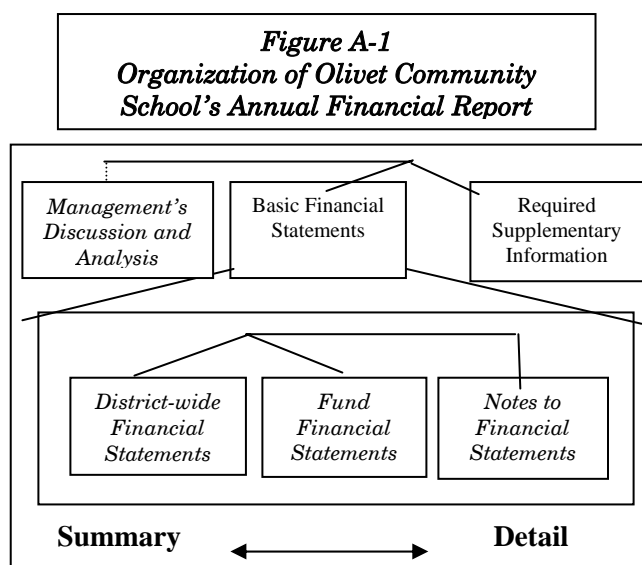 Figure A-1
Organization of Olivet Community
School's Annual Financial Report
Management's
Discussion and
Analysis
Basic Financial
Statements
Required
Supplementary
Information
District-wide
Financial
Statements
Fund
Financial
Statements
Notes to
Financial
Statements
Summary
Detail